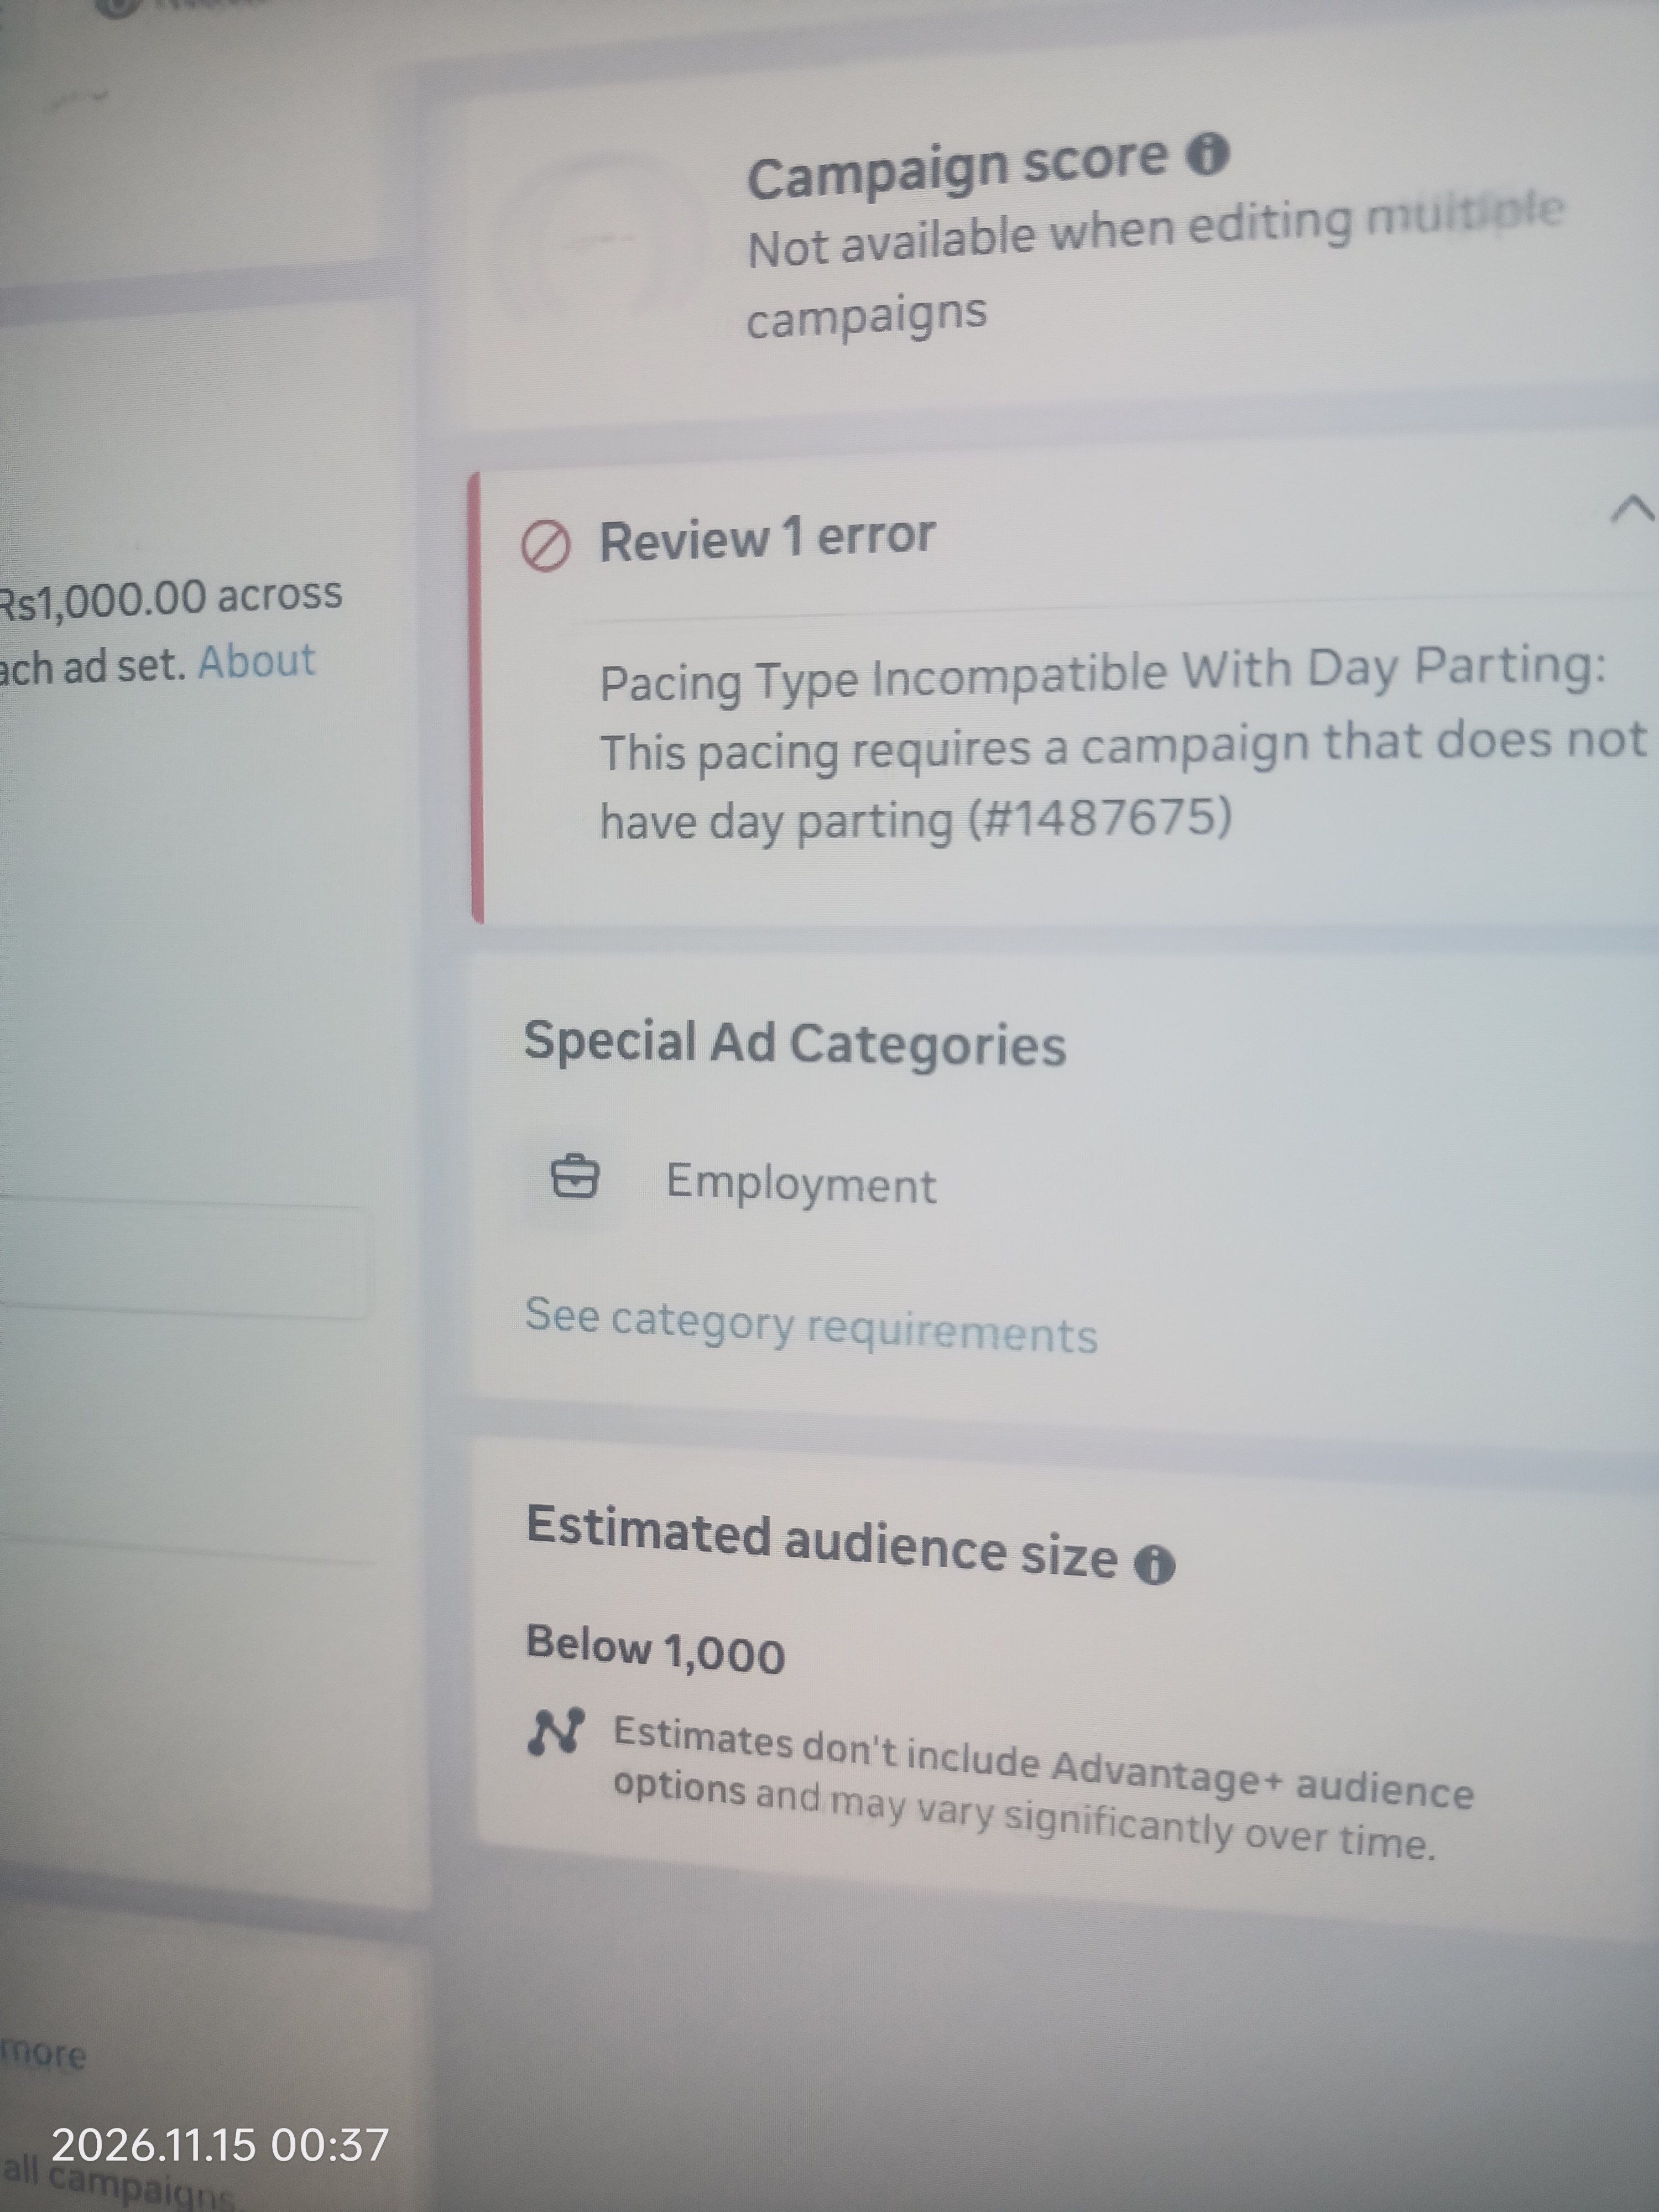 Campaign score
Not available when editing multiple
campaigns
Rs1,000.00 across
ach ad set. About
Review 1 error
Pacing Type Incompatible With Day Parting:
This pacing requires a campaign that does not
have day parting (#1487675)
Special Ad Categories
Employment
See category requirements
Estimated audience size
Below 1,000
Estimates don't include Advantage+ audience
options and may vary significantly over time.
more
all campaigns.
2026.11.15 00:37